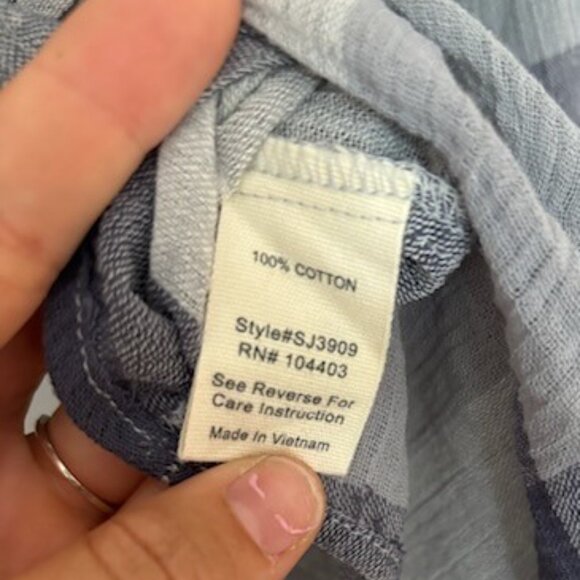 100% COTTON
Style#SJ3909
RN# 104403
See Reverse For
Care Instruction
Made In Vietnam